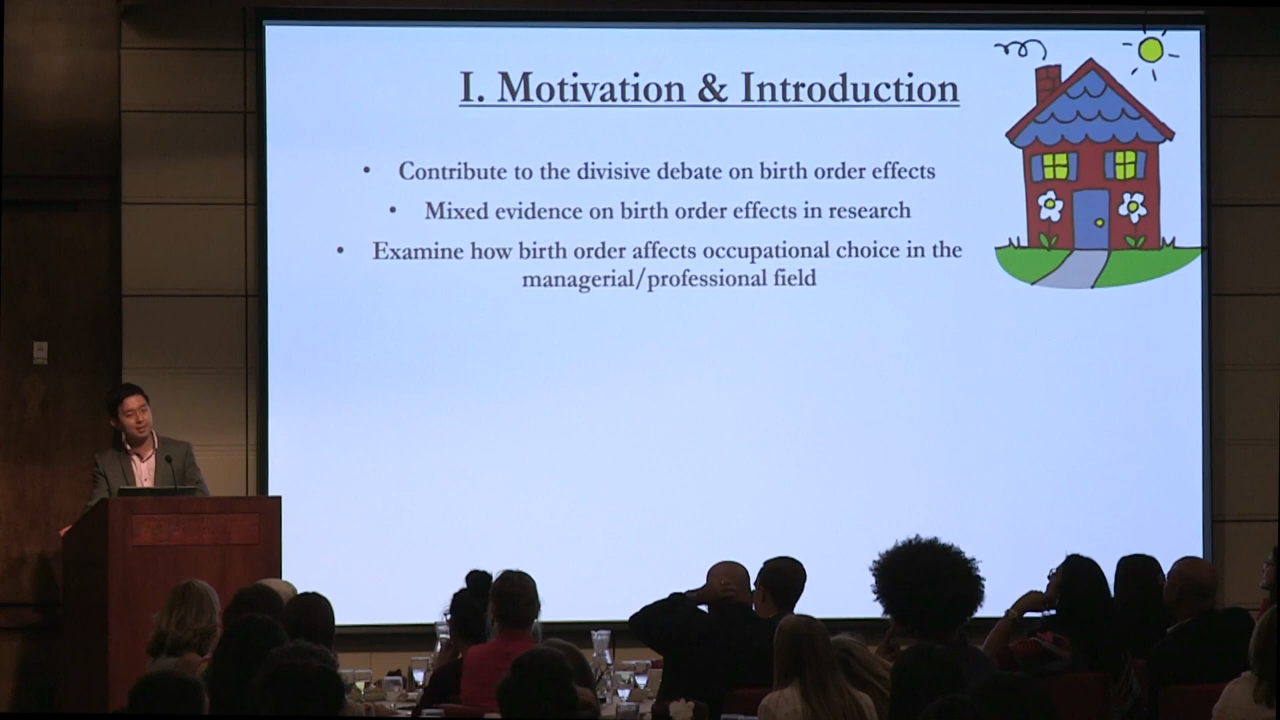 I. Motivation & Introduction
• Contribute to the divisive debate on birth order effects
• Mixed evidence on birth order effects in research
• Examine how birth order affects occupational choice in the
managerial/professional field